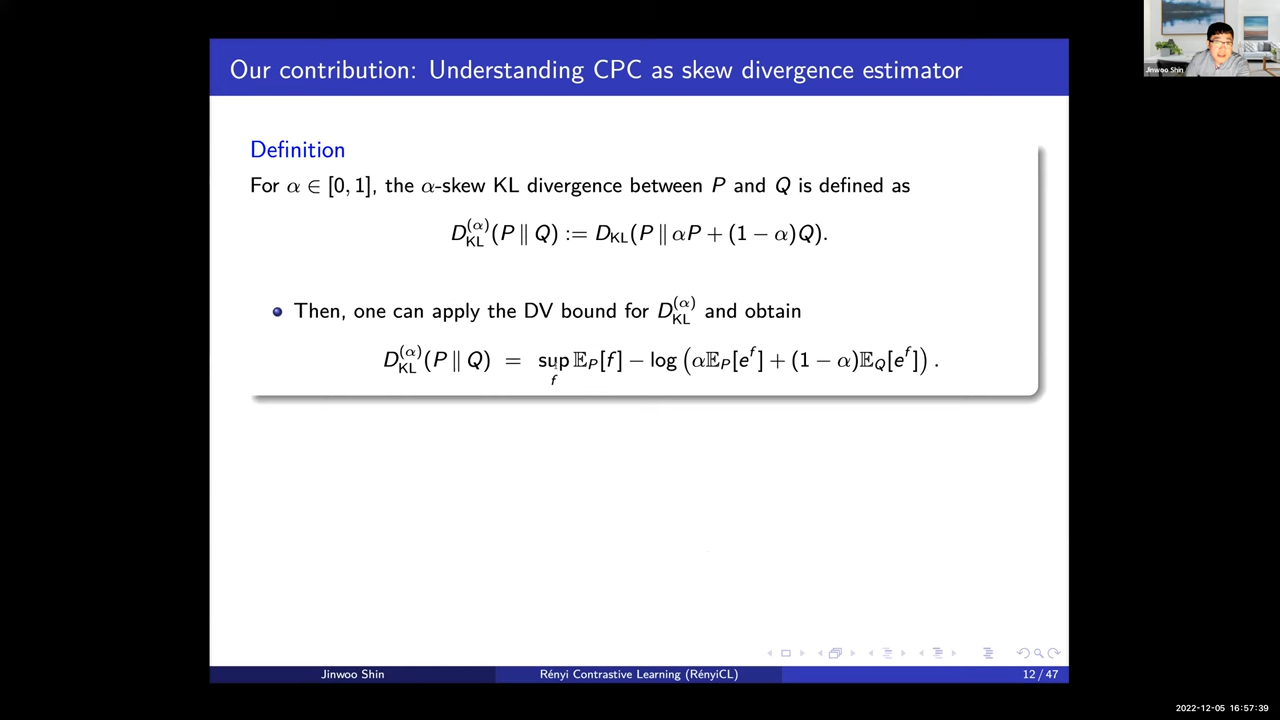 Our contribution: Understanding CPC as skew divergence estimator
Jinwoo Shin
Definition
For α ∈ [0, 1], the α-skew KL divergence between P and Q is defined as
D_KL^(α)(P ∥ Q) := D_KL(P ∥ αP + (1 − α)Q).
Then, one can apply the DV bound for D_KL^(α) and obtain
D_KL^(α)(P ∥ Q) = sup_f 𝔼_P[f] − log (α𝔼_P[e^f] + (1 − α)𝔼_Q[e^f]) .
Jinwoo Shin Rényi Contrastive Learning (RényiCL) 12 / 47
2022-12-05 16:57:39